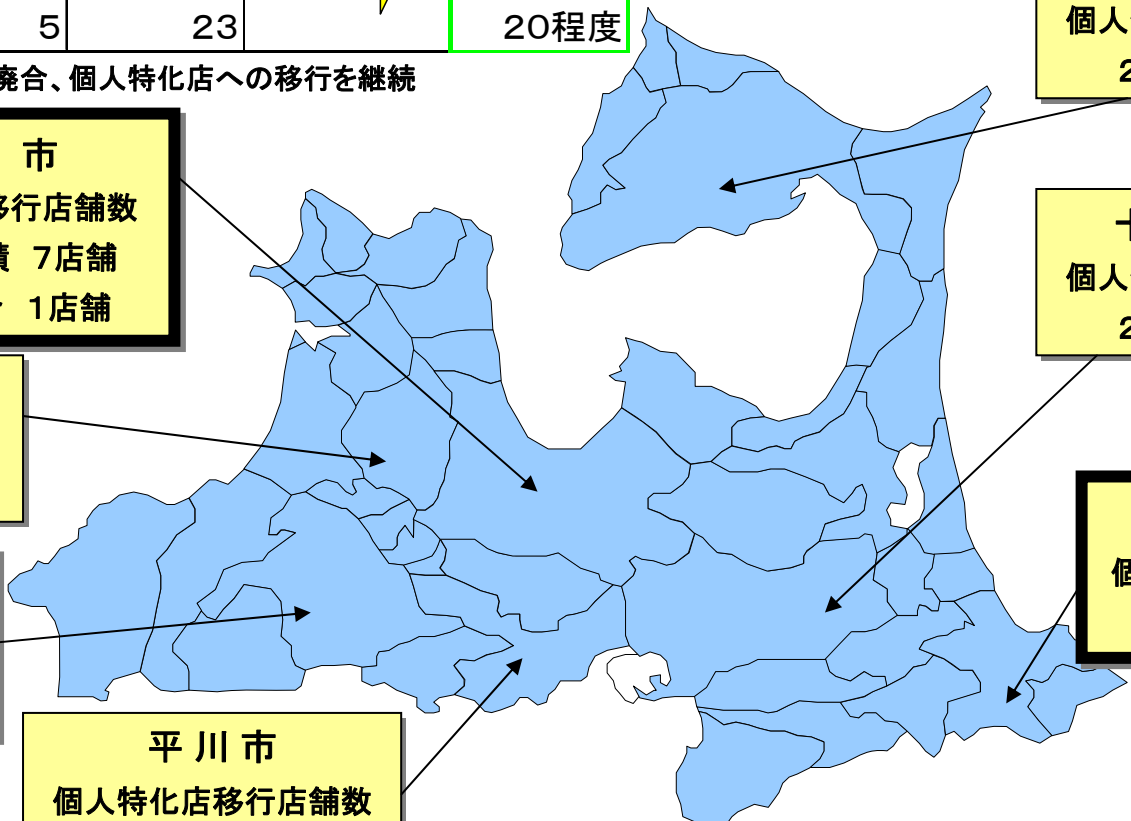 5 23 20程度
廃合、個人特化店への移行を継続
個人
2
市
移行店舗数
績 7店舗
1店舗
十
個人
2
個
平川市
個人特化店移行店舗数